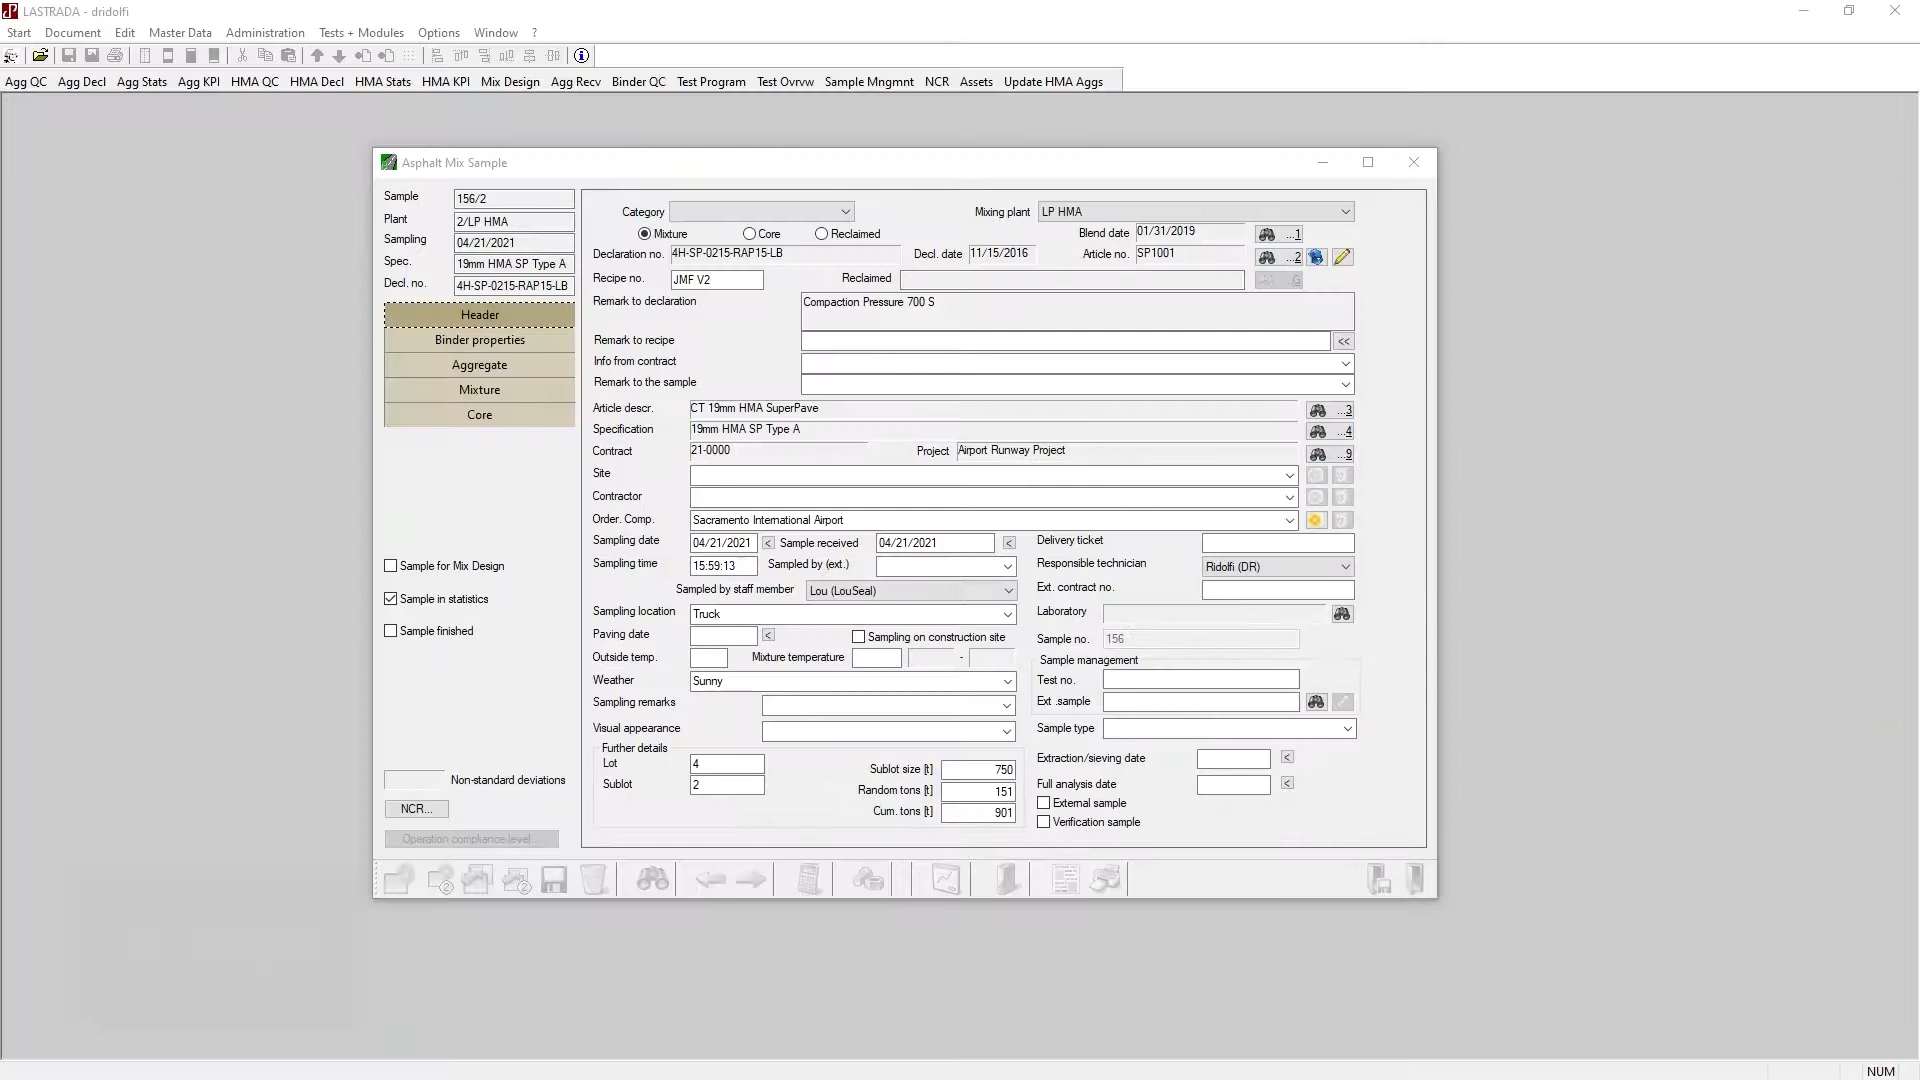 LASTRADA - dridolfi
Start Document Edit Master Data Administration Tests + Modules Options Window ?
Agg QC Agg Decl Agg Stats Agg KPI HMA QC HMA Decl HMA Stats HMA KPI Mix Design Agg Recv Binder QC Test Program Test Ovrvw Sample Mngmnt NCR Assets Update HMA Aggs
Asphalt Mix Sample
Sample 156/2
Plant 2/LP HMA
Sampling 04/21/2021
Spec. 19mm HMA SP Type A
Decl. no. 4H-SP-0215-RAP15-LB
Header
Binder properties
Aggregate
Mixture
Core
Sample for Mix Design
Sample in statistics
Sample finished
Non-standard deviations
NCR...
Operation compliance level...
Category Mixing plant LP HMA
Mixture Core Reclaimed Blend date 01/31/2019 ...1
Declaration no. 4H-SP-0215-RAP15-LB Decl. date 11/15/2016 Article no. SP1001 ...2
Recipe no. JMF V2 Reclaimed ...G
Remark to declaration Compaction Pressure 700 S
Remark to recipe <<
Info from contract
Remark to the sample
Article descr. CT 19mm HMA SuperPave ...3
Specification 19mm HMA SP Type A ...4
Contract 21-0000 Project Airport Runway Project ...9
Site
Contractor
Order. Comp. Sacramento International Airport
Sampling date 04/21/2021 < Sample received 04/21/2021 < Delivery ticket
Sampling time 15:59:13 Sampled by (ext.) Responsible technician Ridolfi (DR)
Sampled by staff member Lou (LouSeal) Ext. contract no.
Sampling location Truck Laboratory
Paving date < Sampling on construction site Sample no. 156
Outside temp. Mixture temperature - Sample management
Weather Sunny Test no.
Sampling remarks Ext .sample
Visual appearance Sample type
Further details
Lot 4 Sublot size [t] 750 Extraction/sieving date <
Sublot 2 Random tons [t] 151 Full analysis date <
Cum. tons [t] 901 External sample
Verification sample
NUM